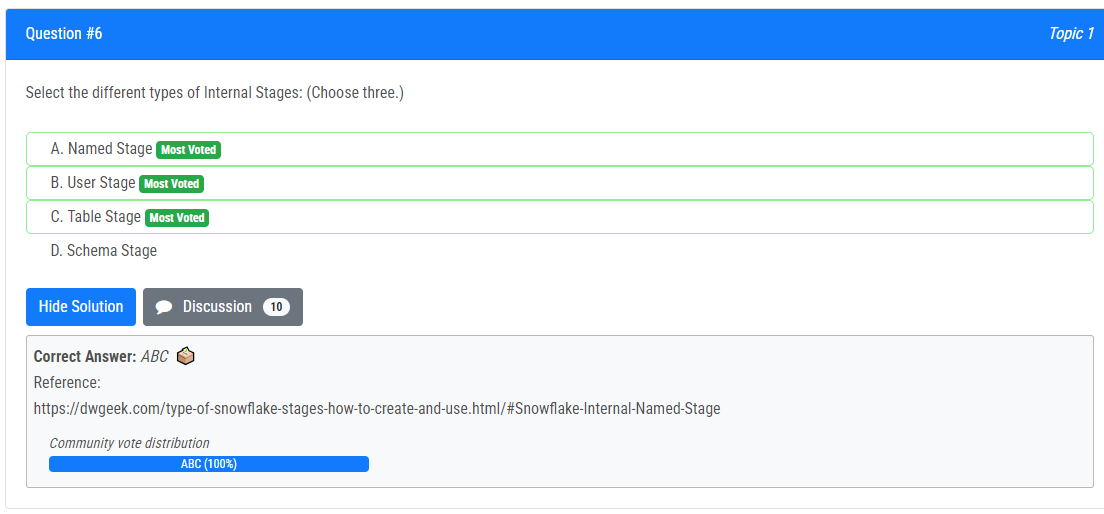 Question #6
Topic 1
Select the different types of Internal Stages: (Choose three.)
A. Named Stage Most Voted
B. User Stage Most Voted
C. Table Stage Most Voted
D. Schema Stage
Hide Solution
Discussion 10
Correct Answer: ABC
Reference:
https://dwgeek.com/type-of-snowflake-stages-how-to-create-and-use.html/#Snowflake-Internal-Named-Stage
Community vote distribution
ABC (100%)